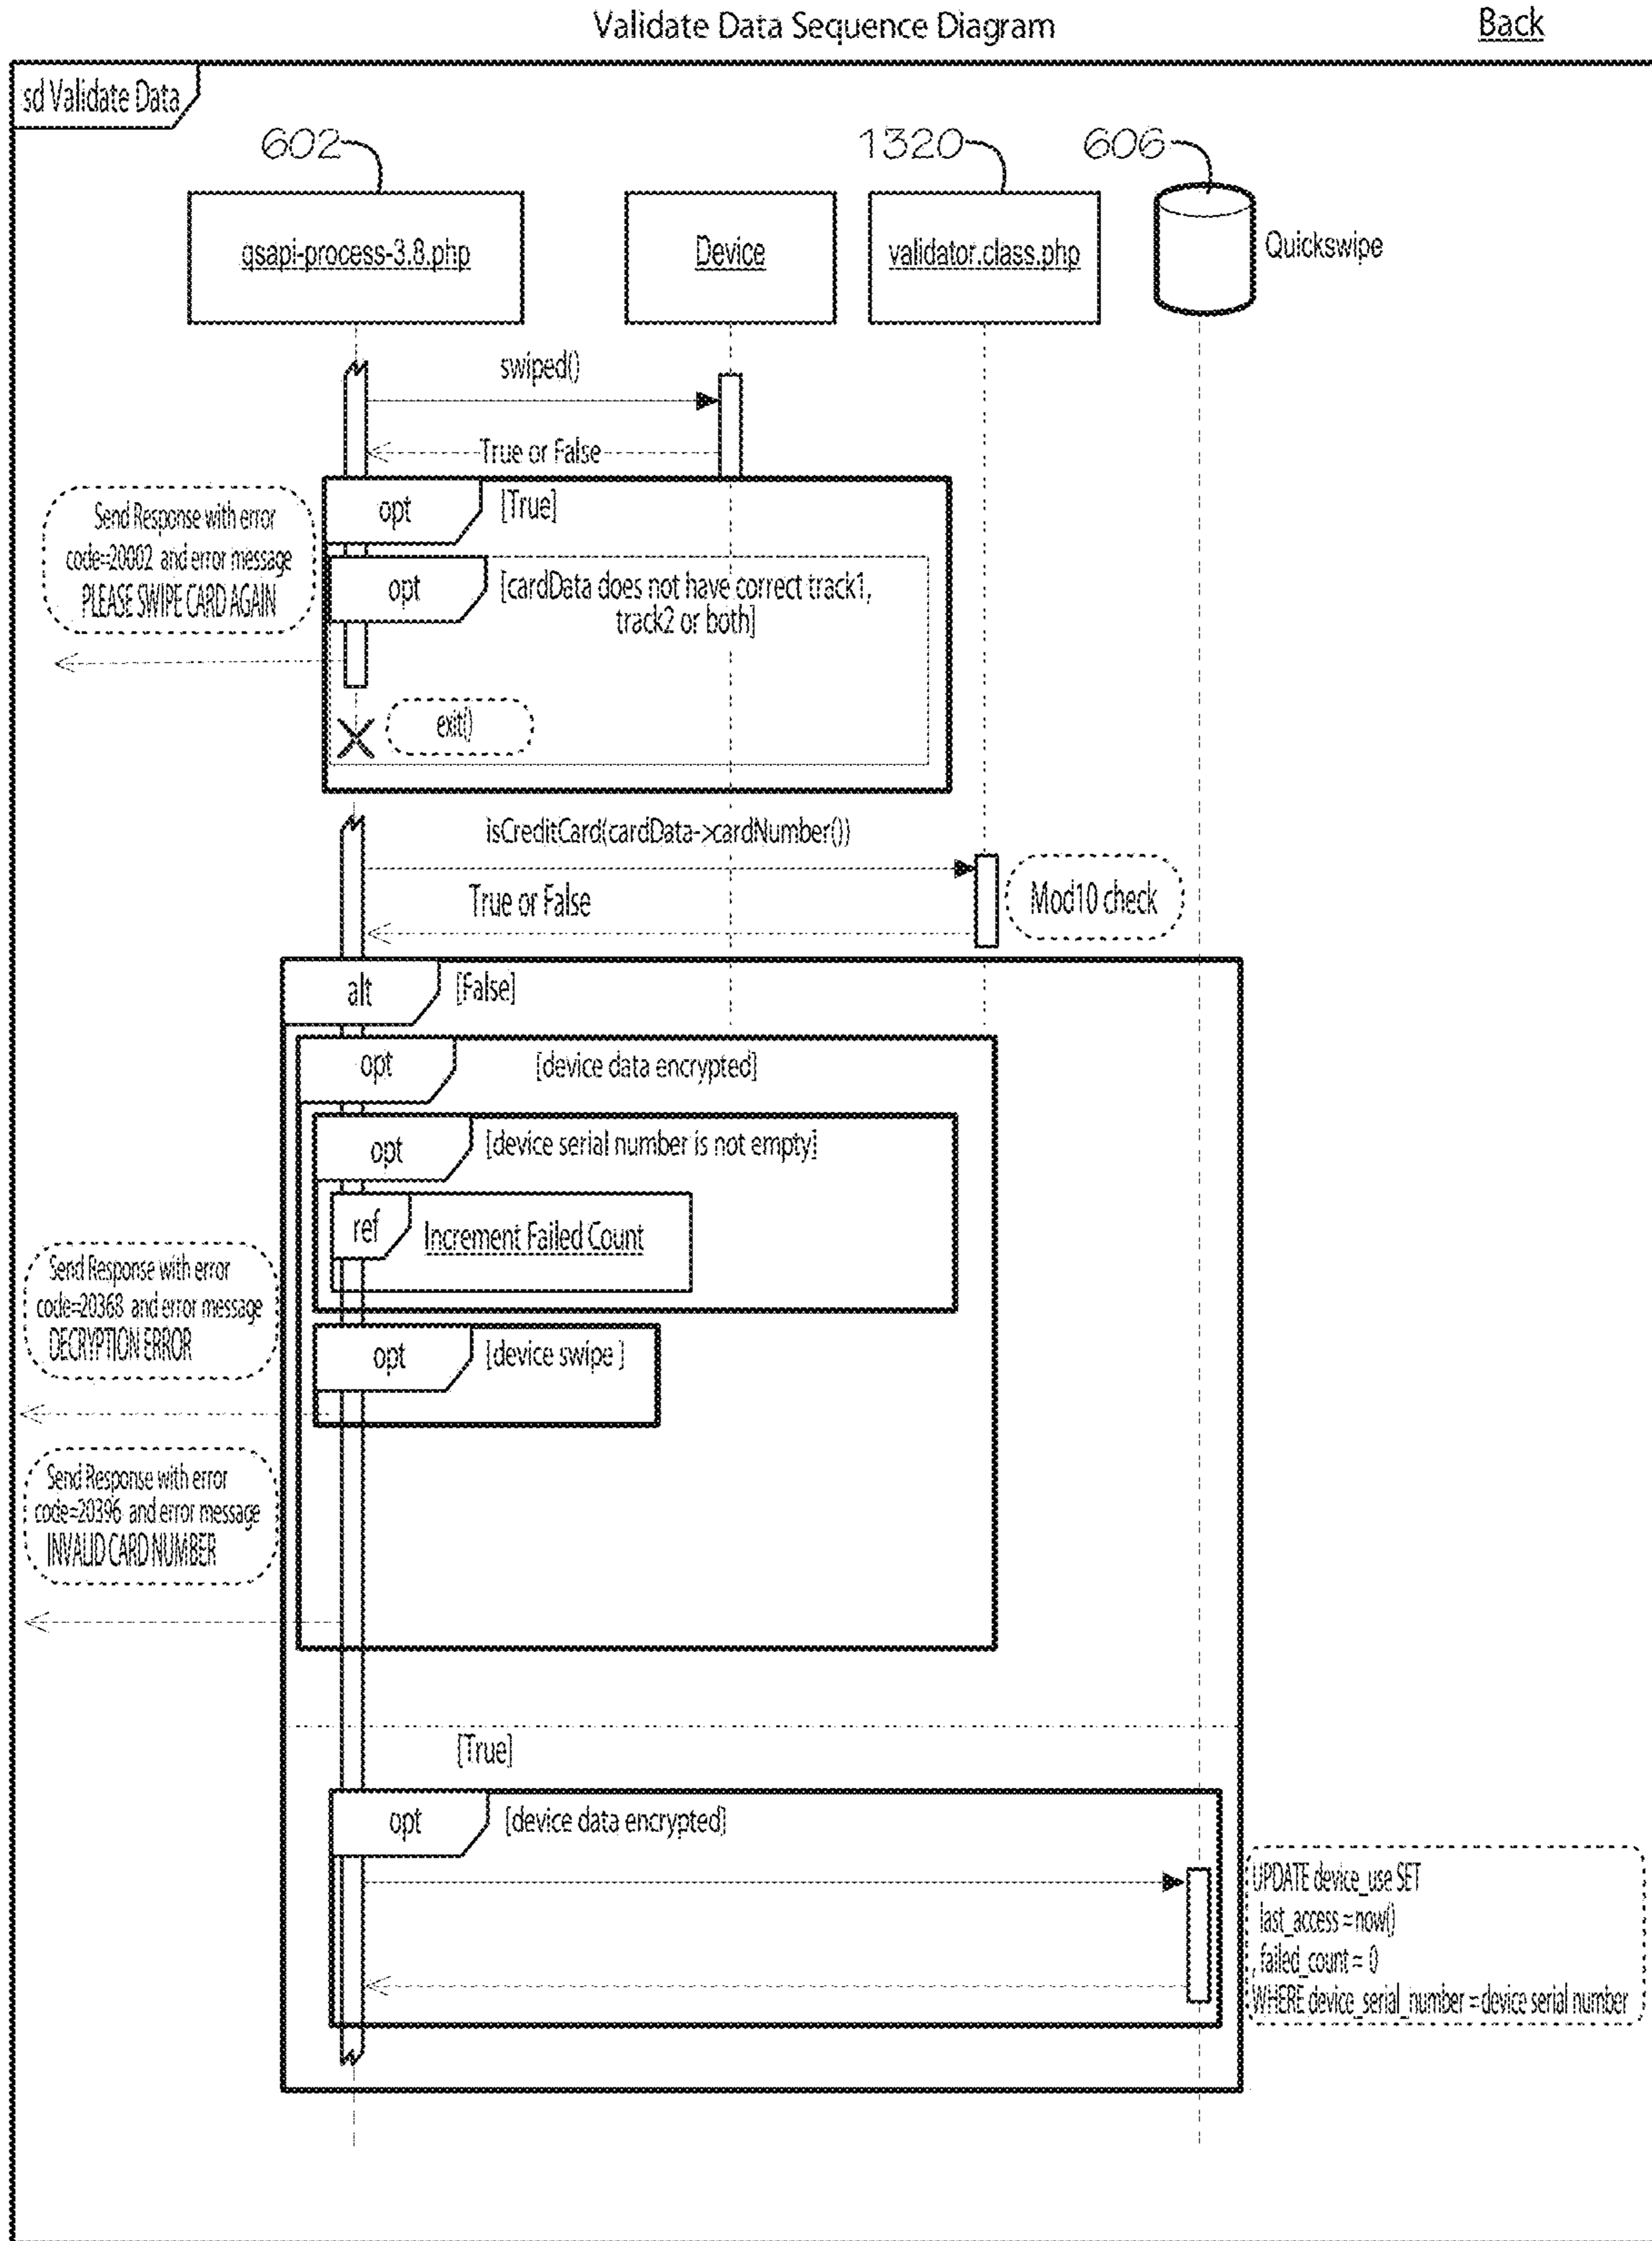 Validate Data Sequence Diagram
Back
sd Validate Data
602
1320
606
qsapi-process-3.8.php
Device
validator.class.php
Quickswipe
swiped()
True or False
opt
[True]
Send Response with error
code=20002 and error message
PLEASE SWIPE CARD AGAIN
opt
[cardData does not have correct track1,
track2 or both]
exit()
isCreditCard(cardData->cardNumber())
True or False
Mod10 check
alt
[False]
opt
[device data encrypted]
opt
[device serial number is not empty]
ref
Increment Failed Count
Send Response with error
code=20368 and error message
DECRYPTION ERROR
opt
[device swipe ]
Send Response with error
code=20396 and error message
INVALID CARD NUMBER
[True]
opt
[device data encrypted]
UPDATE device_use SET
last_access = now()
, failed_count = 0
WHERE device_serial_number = device serial number